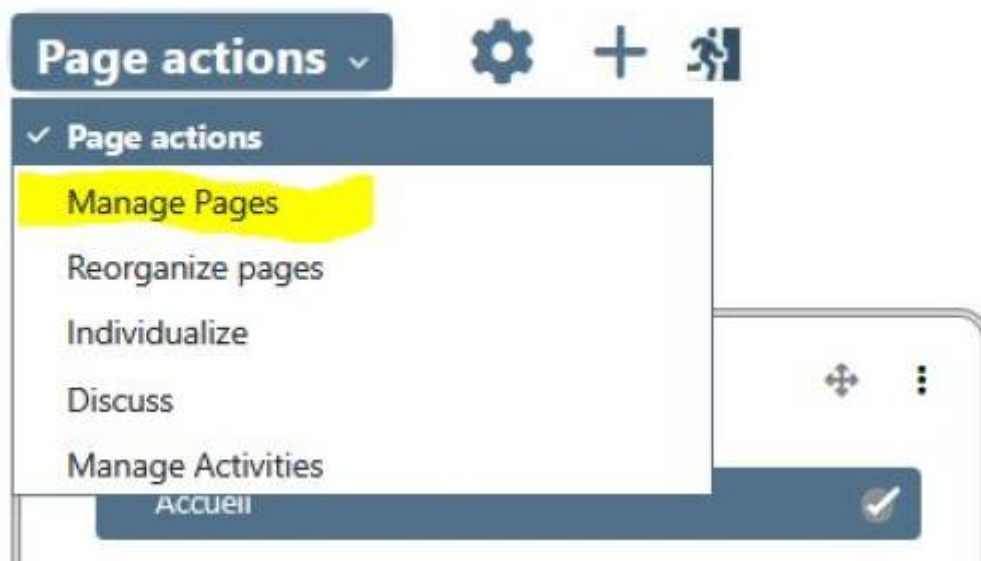 Page actions
Page actions
Manage Pages
Reorganize pages
Individualize
Discuss
Manage Activities
Accueil